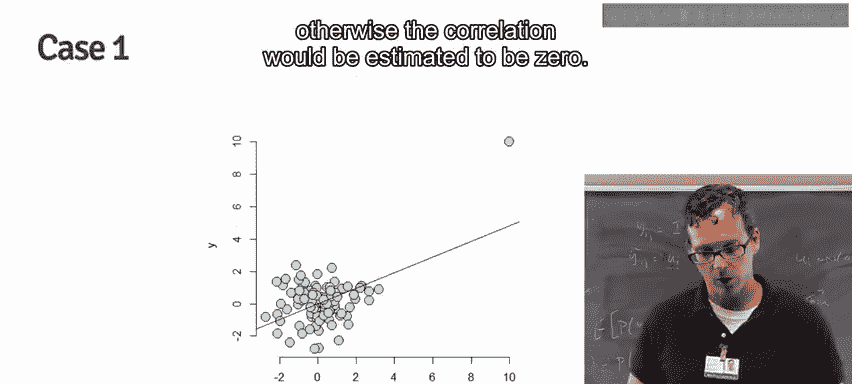 otherwise the correlation
would be estimated to be zero.
Case 1
10
8
6
4
2
0
-2
y
-2 0 2 4 6 8 10